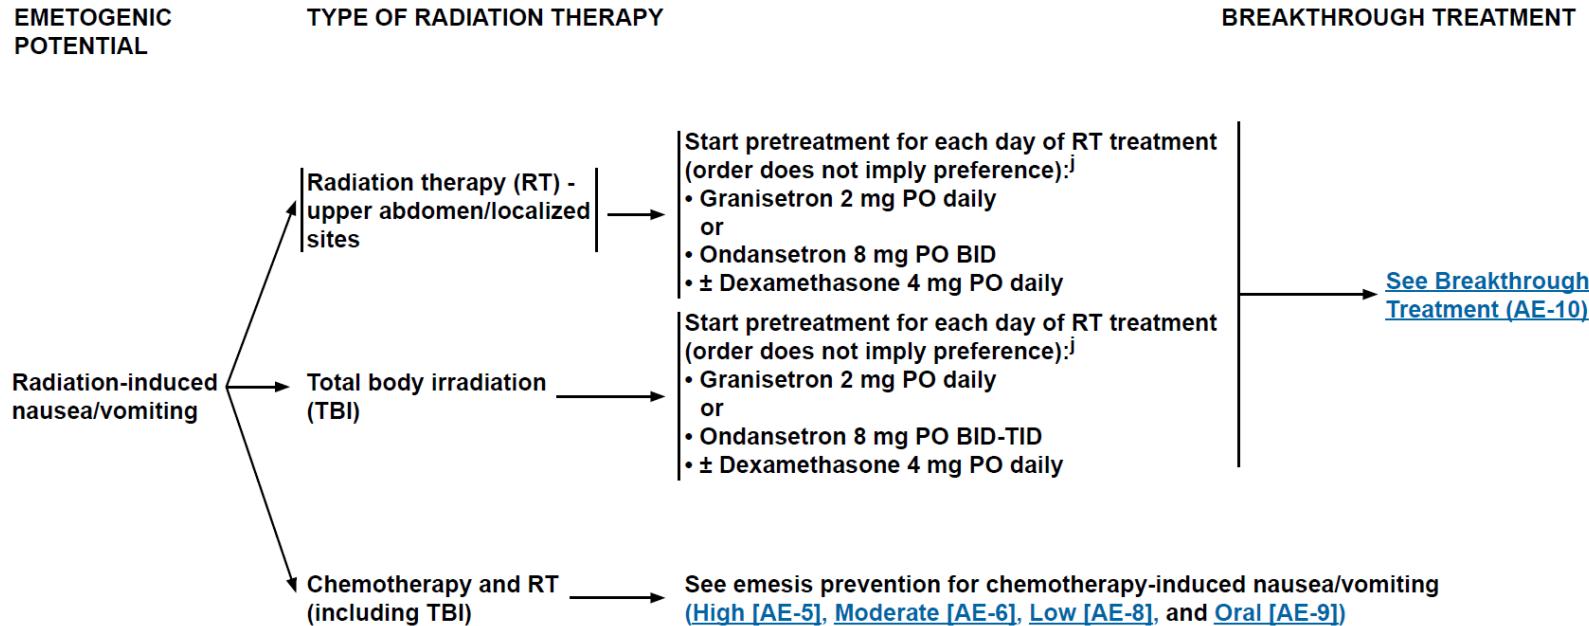 EMETOGENIC
POTENTIAL
TYPE OF RADIATION THERAPY
BREAKTHROUGH TREATMENT
Radiation-induced
nausea/vomiting
Radiation therapy (RT) -
upper abdomen/localized
sites
Start pretreatment for each day of RT treatment
(order does not imply preference):j
• Granisetron 2 mg PO daily
or
• Ondansetron 8 mg PO BID
• ± Dexamethasone 4 mg PO daily
Total body irradiation
(TBI)
Start pretreatment for each day of RT treatment
(order does not imply preference):j
• Granisetron 2 mg PO daily
or
• Ondansetron 8 mg PO BID-TID
• ± Dexamethasone 4 mg PO daily
See Breakthrough
Treatment (AE-10)
Chemotherapy and RT
(including TBI)
See emesis prevention for chemotherapy-induced nausea/vomiting
(High [AE-5], Moderate [AE-6], Low [AE-8], and Oral [AE-9])